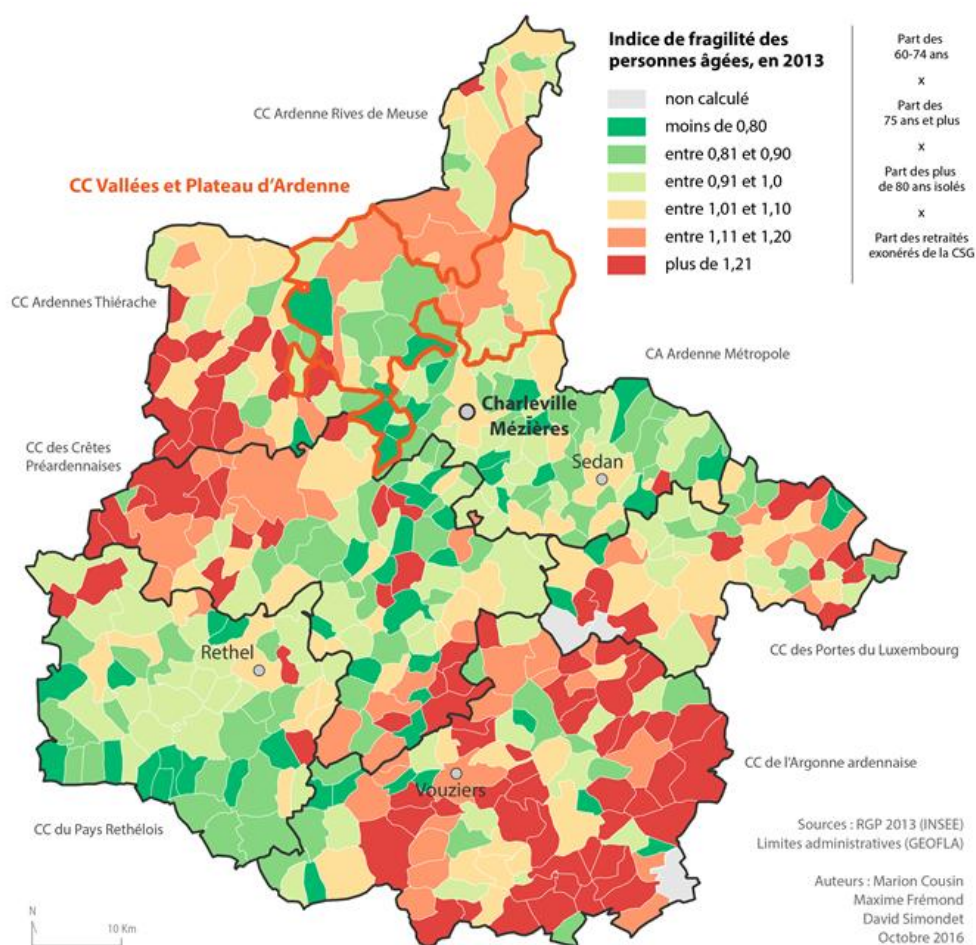 Indice de fragilité des
personnes âgées, en 2013
non calculé
moins de 0,80
entre 0,81 et 0,90
entre 0,91 et 1,0
entre 1,01 et 1,10
entre 1,11 et 1,20
plus de 1,21
Part des
60-74 ans
x
Part des
75 ans et plus
x
Part des plus
de 80 ans isolés
x
Part des retraités
exonérés de la CSG
CC Ardenne Rives de Meuse
CC Vallées et Plateau d'Ardenne
CC Ardennes Thiérache
CA Ardenne Métropole
Charleville
Mézières
CC des Crêtes
Préardennaises
Sedan
Rethel
CC des Portes du Luxembourg
CC de l'Argonne ardennaise
Vouziers
CC du Pays Rethélois
Sources : RGP 2013 (INSEE)
Limites administratives (GEOFLA)
Auteurs : Marion Cousin
Maxime Frémond
David Simondet
Octobre 2016
N
10 Km